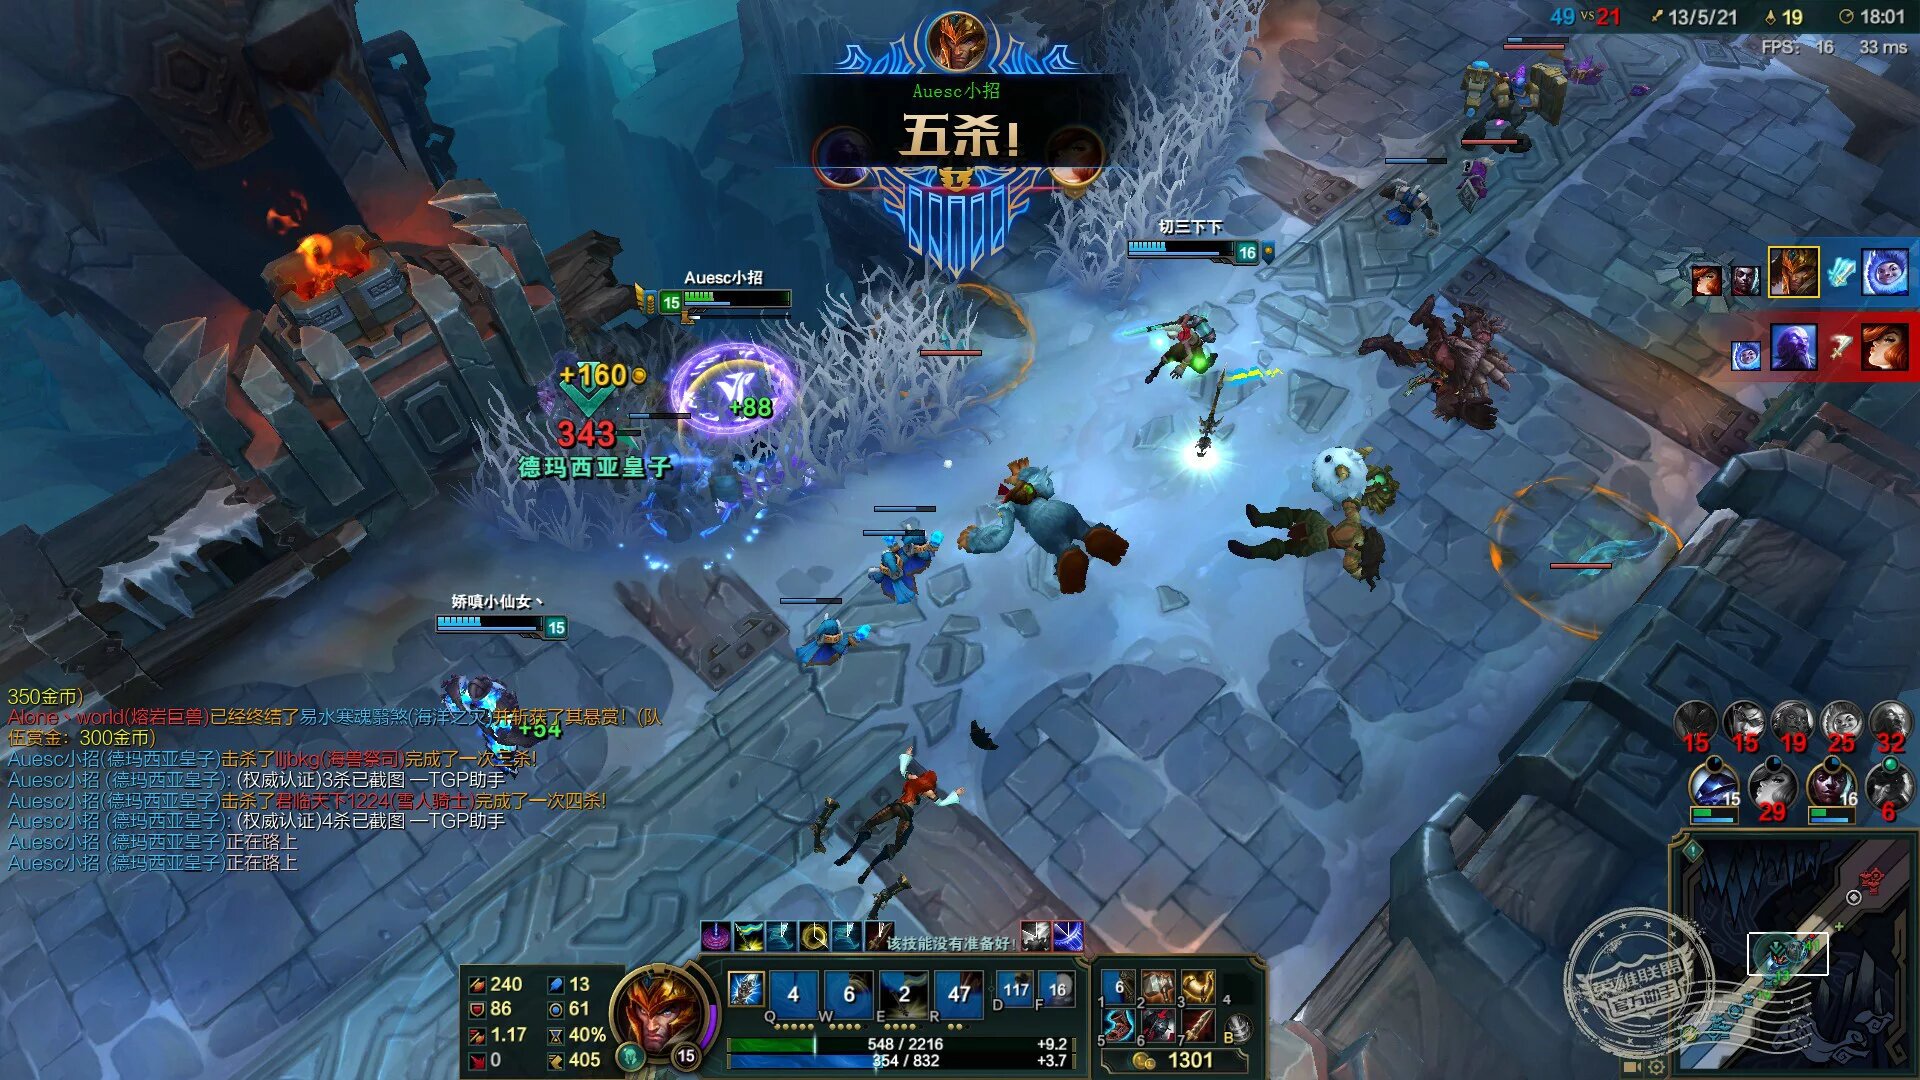 49 vs 21 13/5/21 19 18:01
FPS: 16 33 ms
Auesc小招
五杀!
切三下下
16
Auesc小招
15
+160
+88
343
德玛西亚皇子
娇嗔小仙女丶
15
+54
350金币)
Alone丶world(熔岩巨兽)已经终结了易水寒魂翳煞(海洋之灾)并斩获了其悬赏! (队
伍赏金: 300金币)
Auesc小招(德玛西亚皇子)击杀了lljbkg(海兽祭司)完成了一次三杀!
Auesc小招 (德玛西亚皇子): (权威认证)3杀已截图 —TGP助手
Auesc小招(德玛西亚皇子)击杀了君临天下1224(雪人骑士)完成了一次四杀!
Auesc小招 (德玛西亚皇子): (权威认证)4杀已截图 —TGP助手
Auesc小招 (德玛西亚皇子)正在路上
Auesc小招 (德玛西亚皇子)正在路上
15 15 19 25 32
15 29 16 6
该技能没有准备好!
240 13
86 61
1.17 40%
0 405
15
4 6 2 47 117 16
Q W E R D F
548 / 2216 +9.2
354 / 832 +3.7
6
1 2 3 4
5 6 7 B
1301
英雄联盟
官方助手